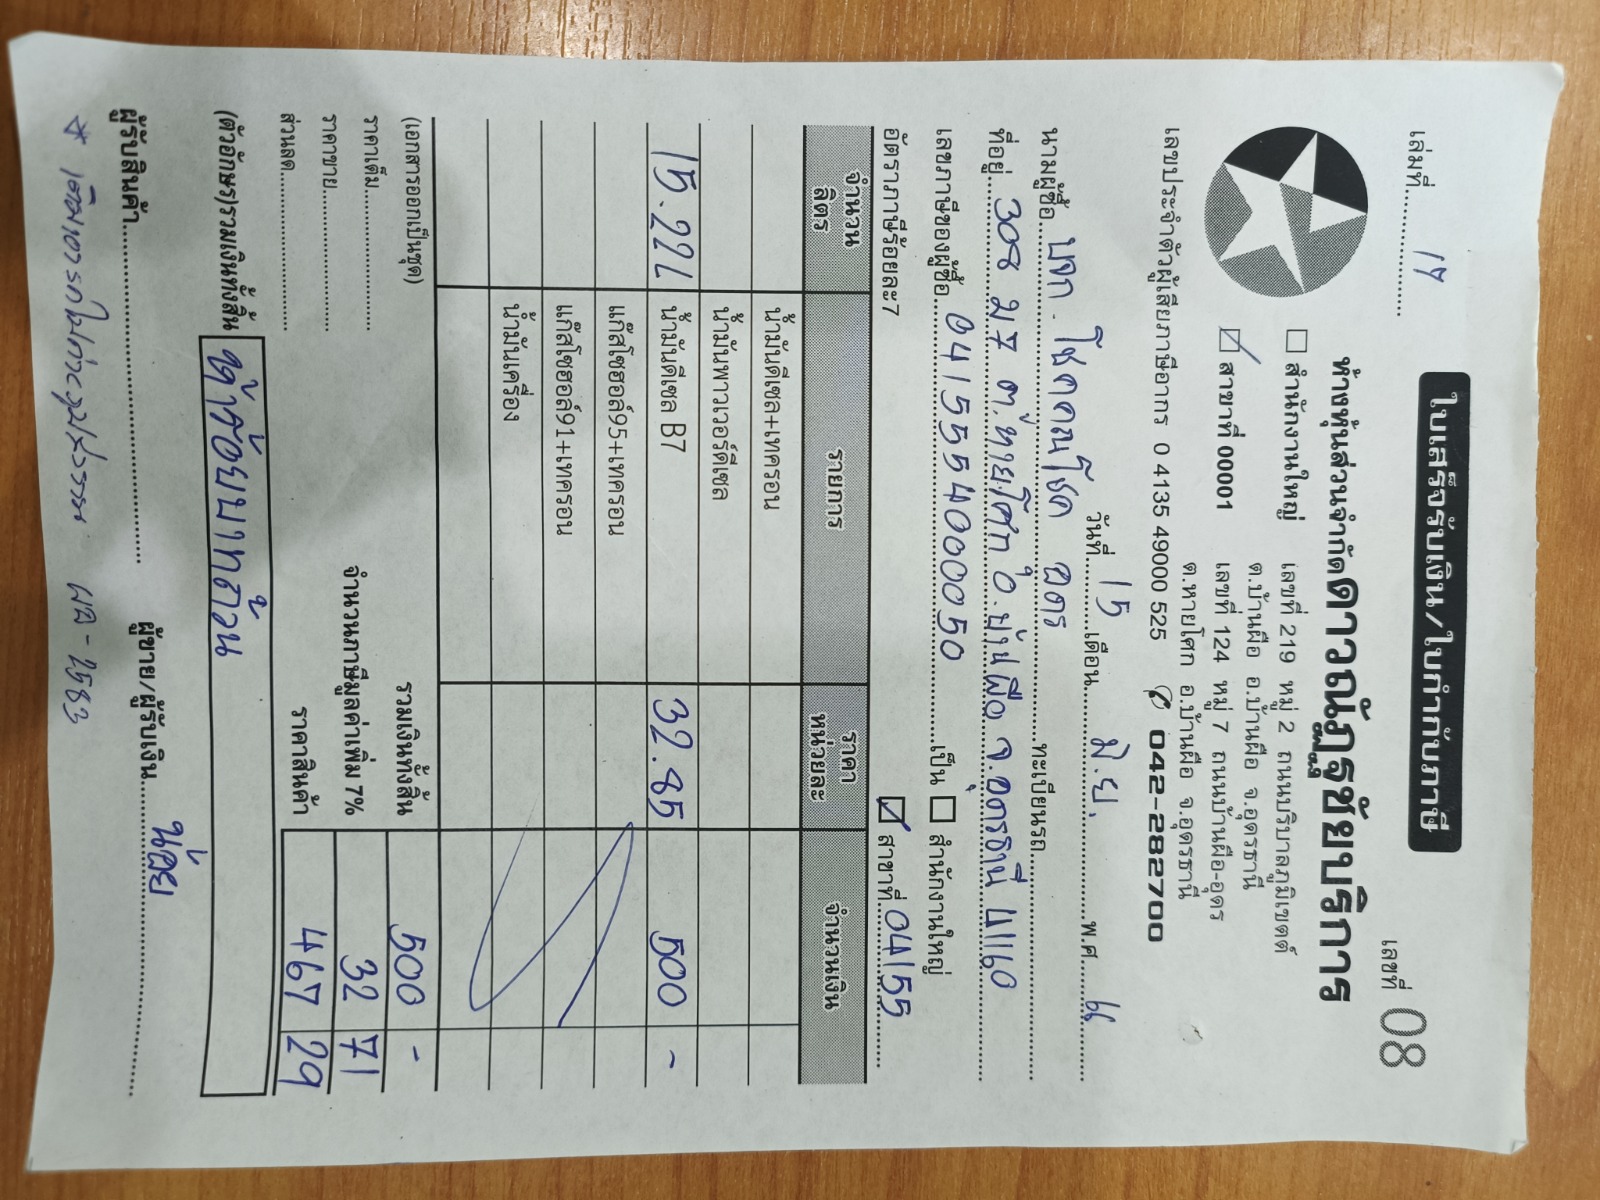 เล่มที่ 17
ใบเสร็จรับเงิน/ใบกำกับภาษี
เลขที่ 08
ห้างหุ้นส่วนจำกัดดาวณัฏฐชัยบริการ
สำนักงานใหญ่ เลขที่ 219 หมู่ 2 ถนนบริบาลภูมิเขตต์
ต.บ้านผือ อ.บ้านผือ จ.อุดรธานี
☑ สาขาที่ 00001 เลขที่ 124 หมู่ 7 ถนนบ้านผือ-อุดร
ต.หายโศก อ.บ้านผือ จ.อุดรธานี
เลขประจำตัวผู้เสียภาษีอากร 0 4135 49000 525 ✆ 042-282700
วันที่ 15 เดือน มิ.ย. พ.ศ. 66
นามผู้ซื้อ บจก. โชคคณโชค อุดร ทะเบียนรถ
ที่อยู่ 308 ม7 ต.หายโศก อ.บ้านผือ จ.อุดรธานี 41160
เลขภาษีของผู้ซื้อ 0415554000050 เป็น สำนักงานใหญ่
อัตราภาษีร้อยละ7 ☑ สาขาที่ 04155
จำนวนลิตร รายการ ราคาหน่วยละ จำนวนเงิน
น้ำมันดีเซล+เทครอน
น้ำมันพาวเวอร์ดีเซล
15.221 น้ำมันดีเซล B7 32.85 500 -
แก๊สโซฮอล์95+เทครอน
แก๊สโซฮอล์91+เทครอน
น้ำมันเครื่อง
(เอกสารออกเป็นชุด) รวมเงินทั้งสิ้น 500 -
ราคาเต็ม จำนวนภาษีมูลค่าเพิ่ม 7% 32 71
ราคาขาย
ส่วนลด ราคาสินค้า 467 29
(ตัวอักษร)รวมเงินทั้งสิ้น ห้าร้อยบาทถ้วน
ผู้รับสินค้า ผู้ขาย/ผู้รับเงิน น้อย
ผล - 2583